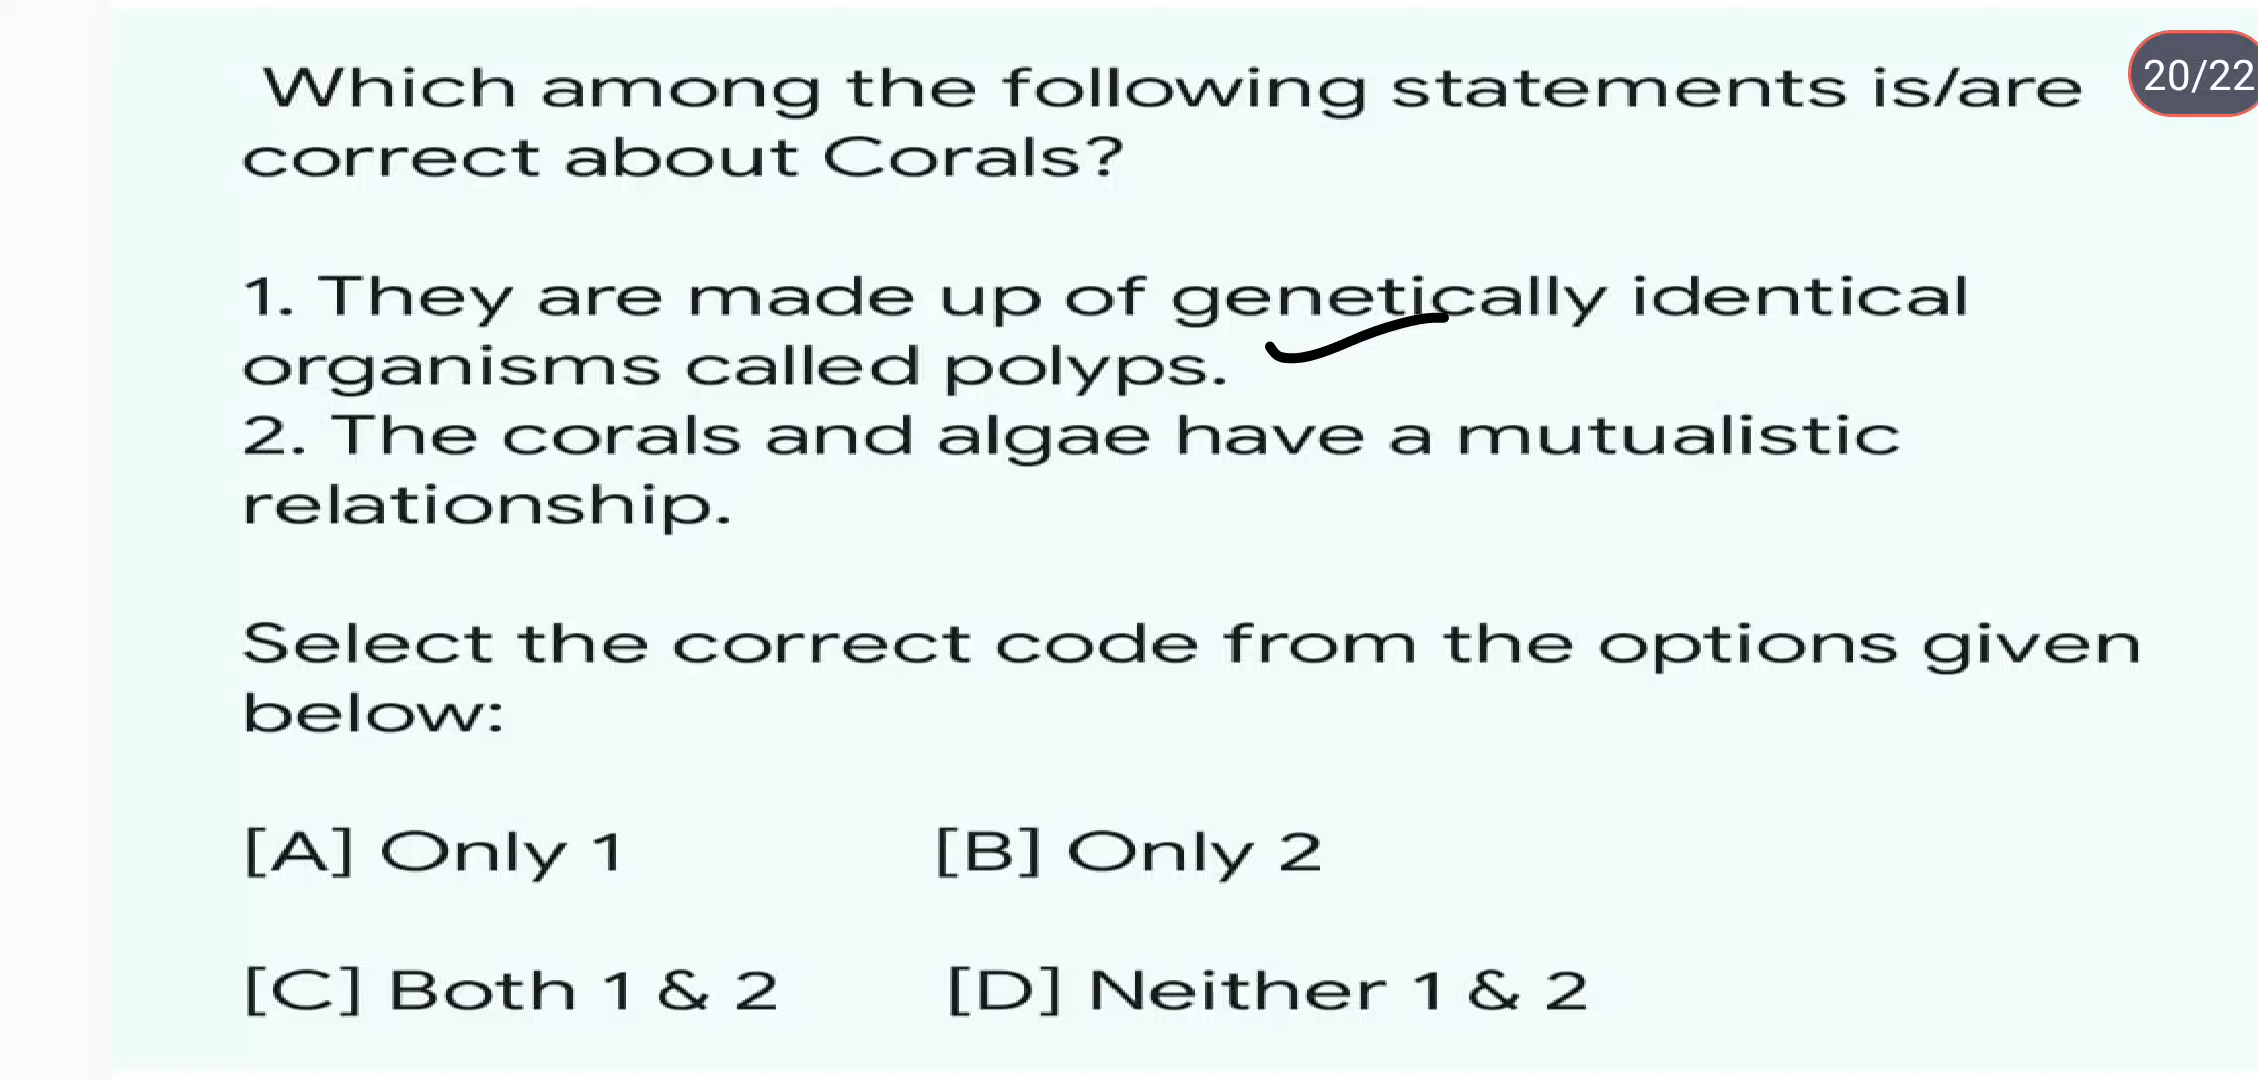 Which among the following statements is/are
20/22
correct about Corals?
1. They are made up of genetically identical
organisms called polyps.
2. The corals and algae have a mutualistic
relationship.
Select the correct code from the options given
below:
[A] Only 1 [B] Only 2
[C] Both 1 & 2 [D] Neither 1 & 2